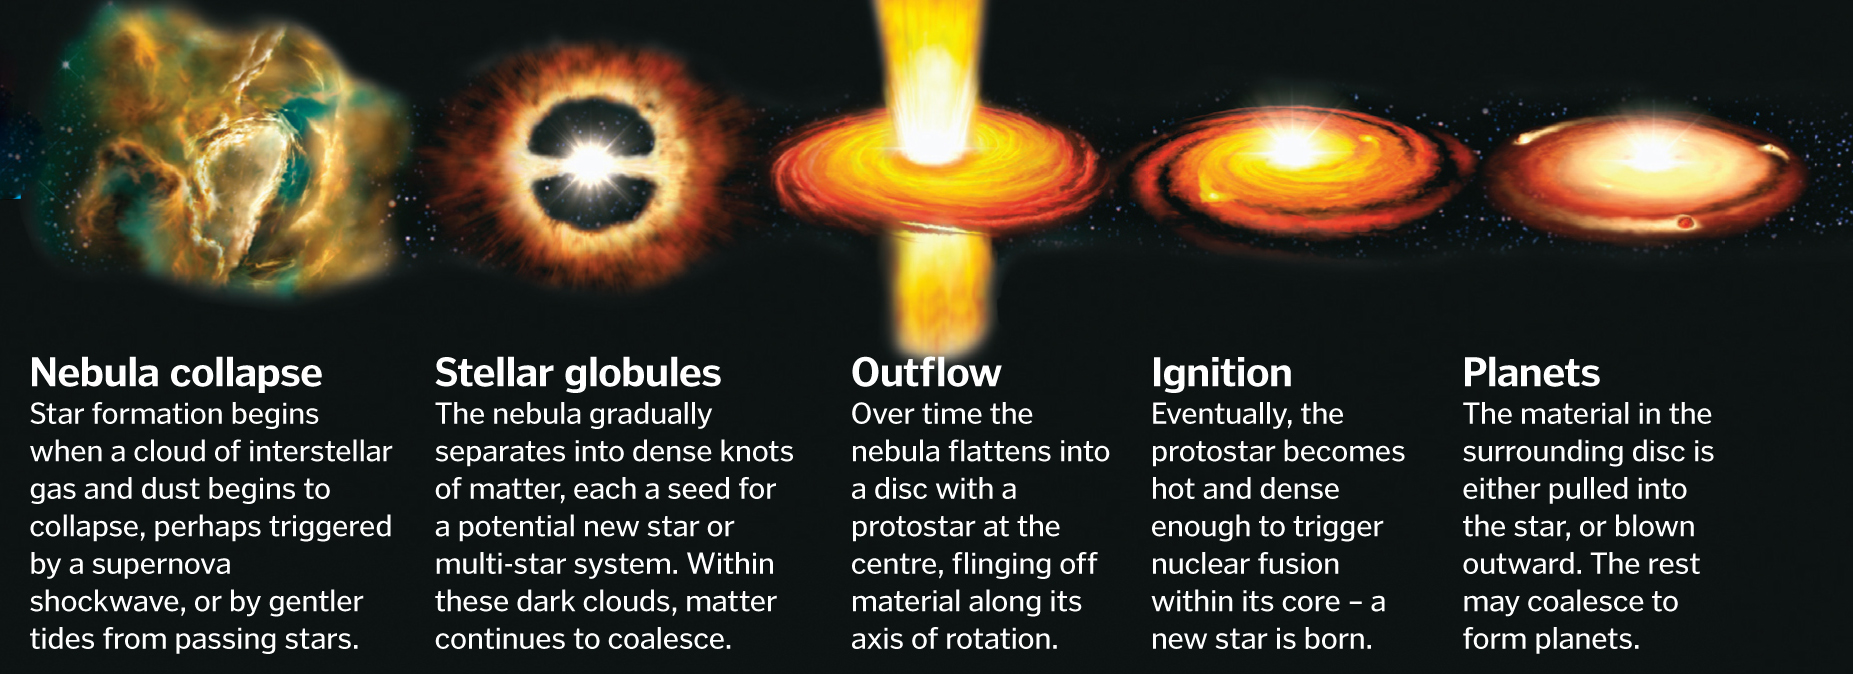 Nebula collapse
Star formation begins
when a cloud of interstellar
gas and dust begins to
collapse, perhaps triggered
by a supernova
shockwave, or by gentler
tides from passing stars.
Stellar globules
The nebula gradually
separates into dense knots
of matter, each a seed for
a potential new star or
multi-star system. Within
these dark clouds, matter
continues to coalesce.
Outflow
Over time the
nebula flattens into
a disc with a
protostar at the
centre, flinging off
material along its
axis of rotation.
Ignition
Eventually, the
protostar becomes
hot and dense
enough to trigger
nuclear fusion
within its core – a
new star is born.
Planets
The material in the
surrounding disc is
either pulled into
the star, or blown
outward. The rest
may coalesce to
form planets.